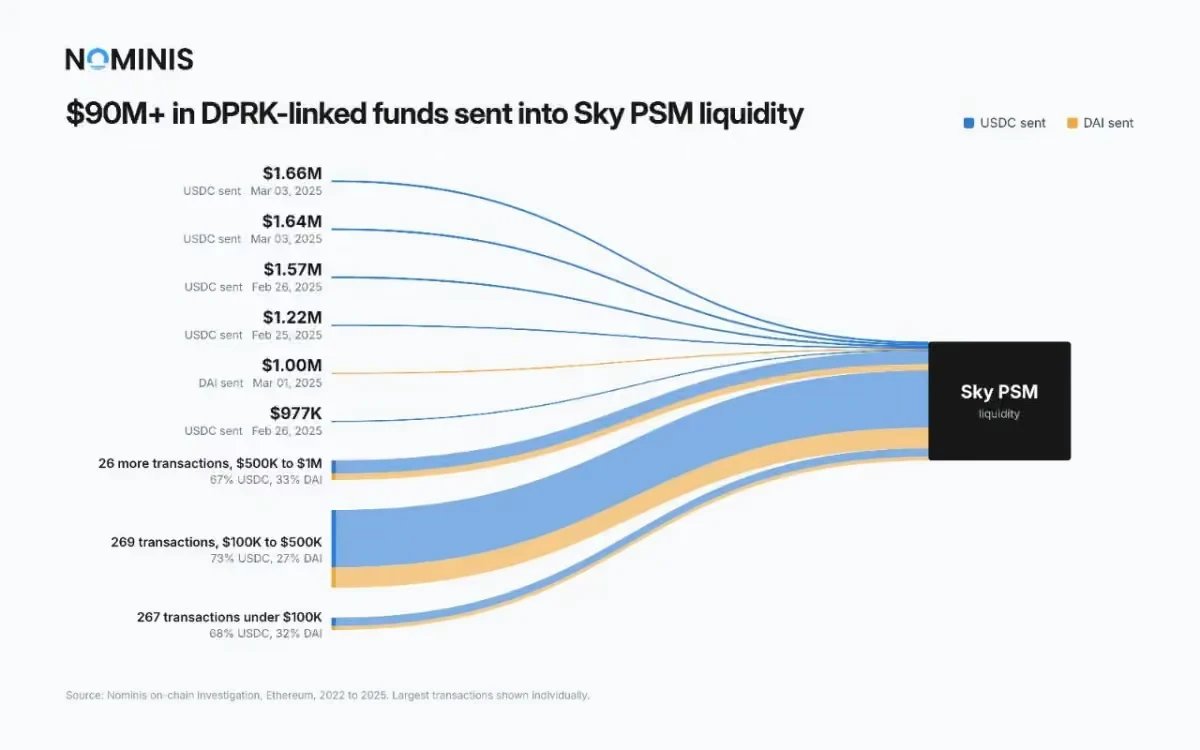 NOMINIS
$90M+ in DPRK-linked funds sent into Sky PSM liquidity
USDC sent DAI sent
$1.66M
USDC sent Mar 03, 2025
$1.64M
USDC sent Mar 03, 2025
$1.57M
USDC sent Feb 26, 2025
$1.22M
USDC sent Feb 25, 2025
$1.00M
DAI sent Mar 01, 2025
$977K
USDC sent Feb 26, 2025
26 more transactions, $500K to $1M
67% USDC, 33% DAI
269 transactions, $100K to $500K
73% USDC, 27% DAI
267 transactions under $100K
68% USDC, 32% DAI
Sky PSM
liquidity
Source: Nominis on-chain investigation, Ethereum, 2022 to 2025. Largest transactions shown individually.